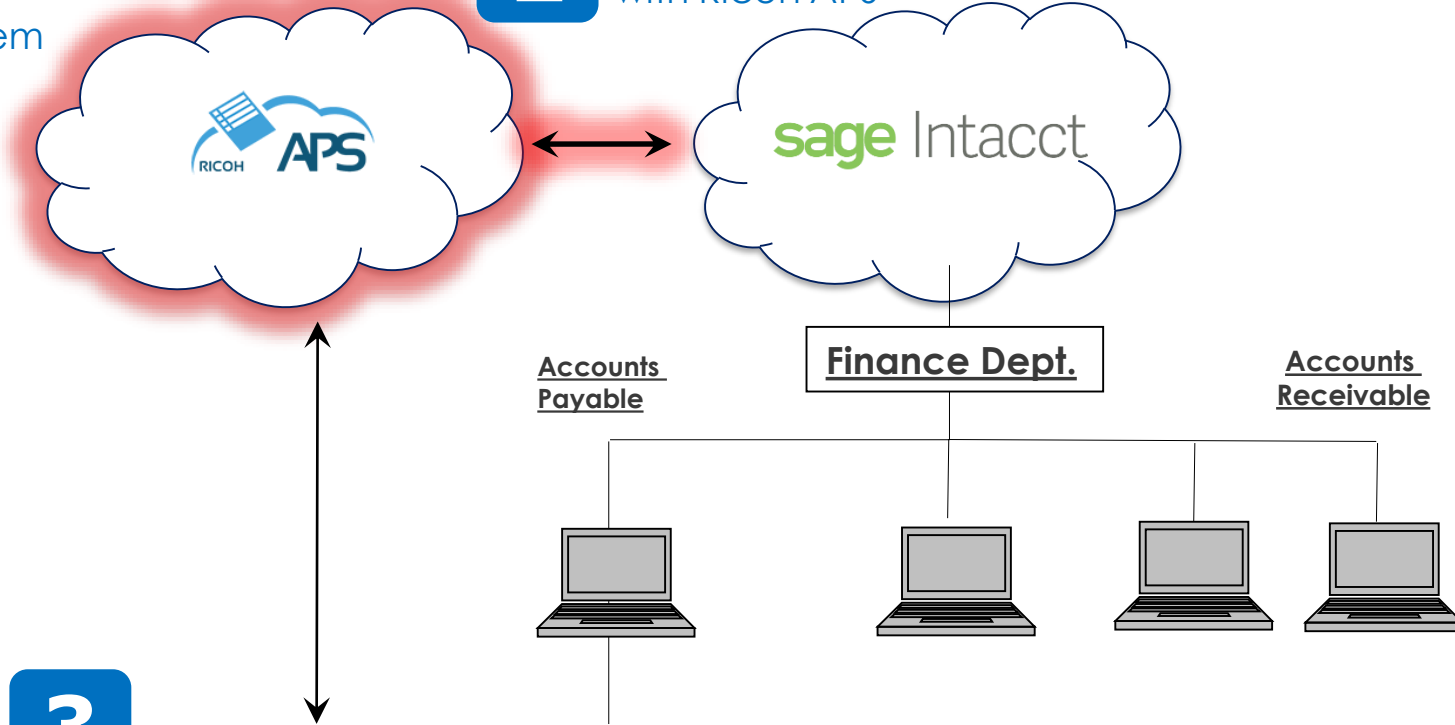 em
with RICOH APS
RICOH APS
sage Intacct
Finance Dept.
Accounts
Payable
Accounts
Receivable
3